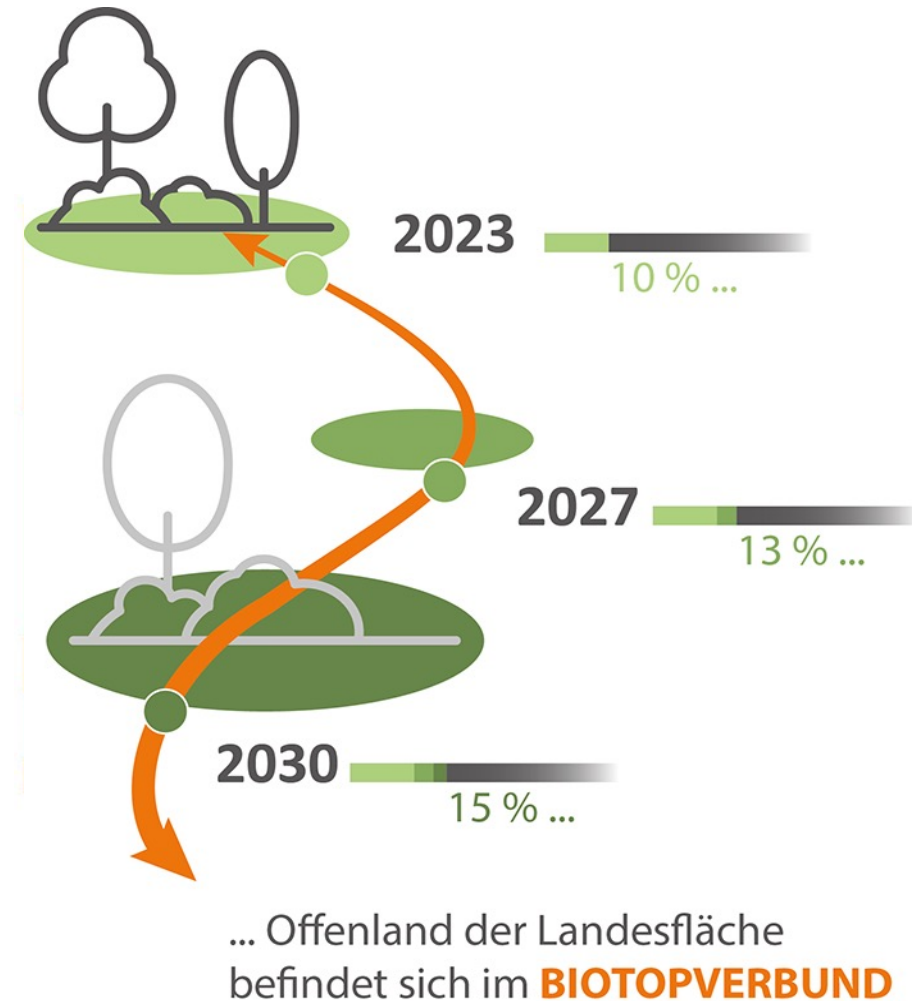 2023
10 % ...
2027
13 % ...
2030
15 % ...
... Offenland der Landesfläche
befindet sich im BIOTOPVERBUND